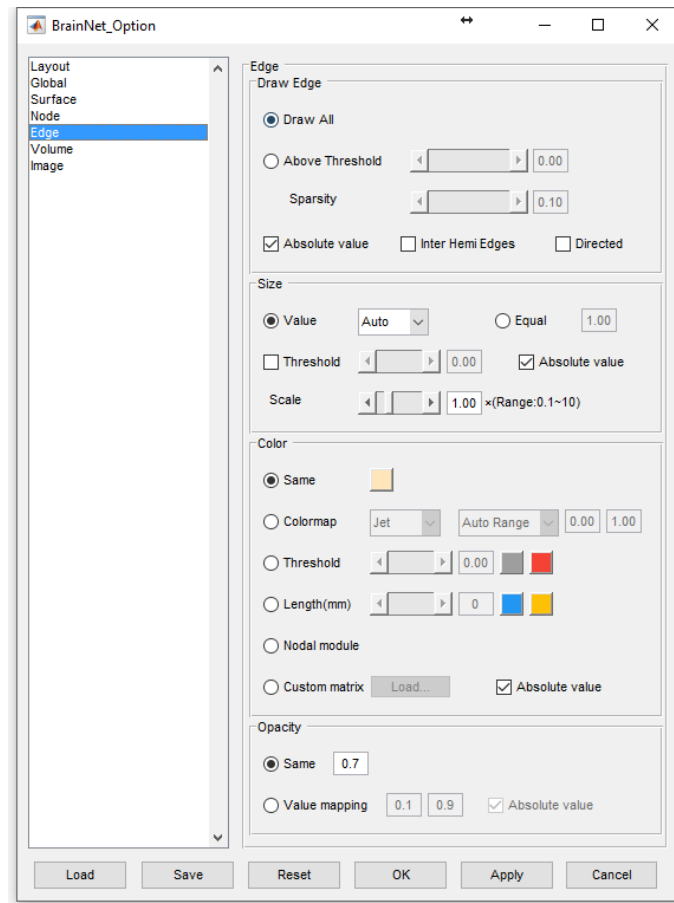 BrainNet_Option
Layout
Global
Surface
Node
Edge
Volume
Image
Edge
Draw Edge
Draw All
Above Threshold 0.00
Sparsity 0.10
Absolute value Inter Hemi Edges Directed
Size
Value Auto Equal 1.00
Threshold 0.00 Absolute value
Scale 1.00 ×(Range:0.1~10)
Color
Same
Colormap Jet Auto Range 0.00 1.00
Threshold 0.00
Length(mm) 0
Nodal module
Custom matrix Load... Absolute value
Opacity
Same 0.7
Value mapping 0.1 0.9 Absolute value
Load Save Reset OK Apply Cancel